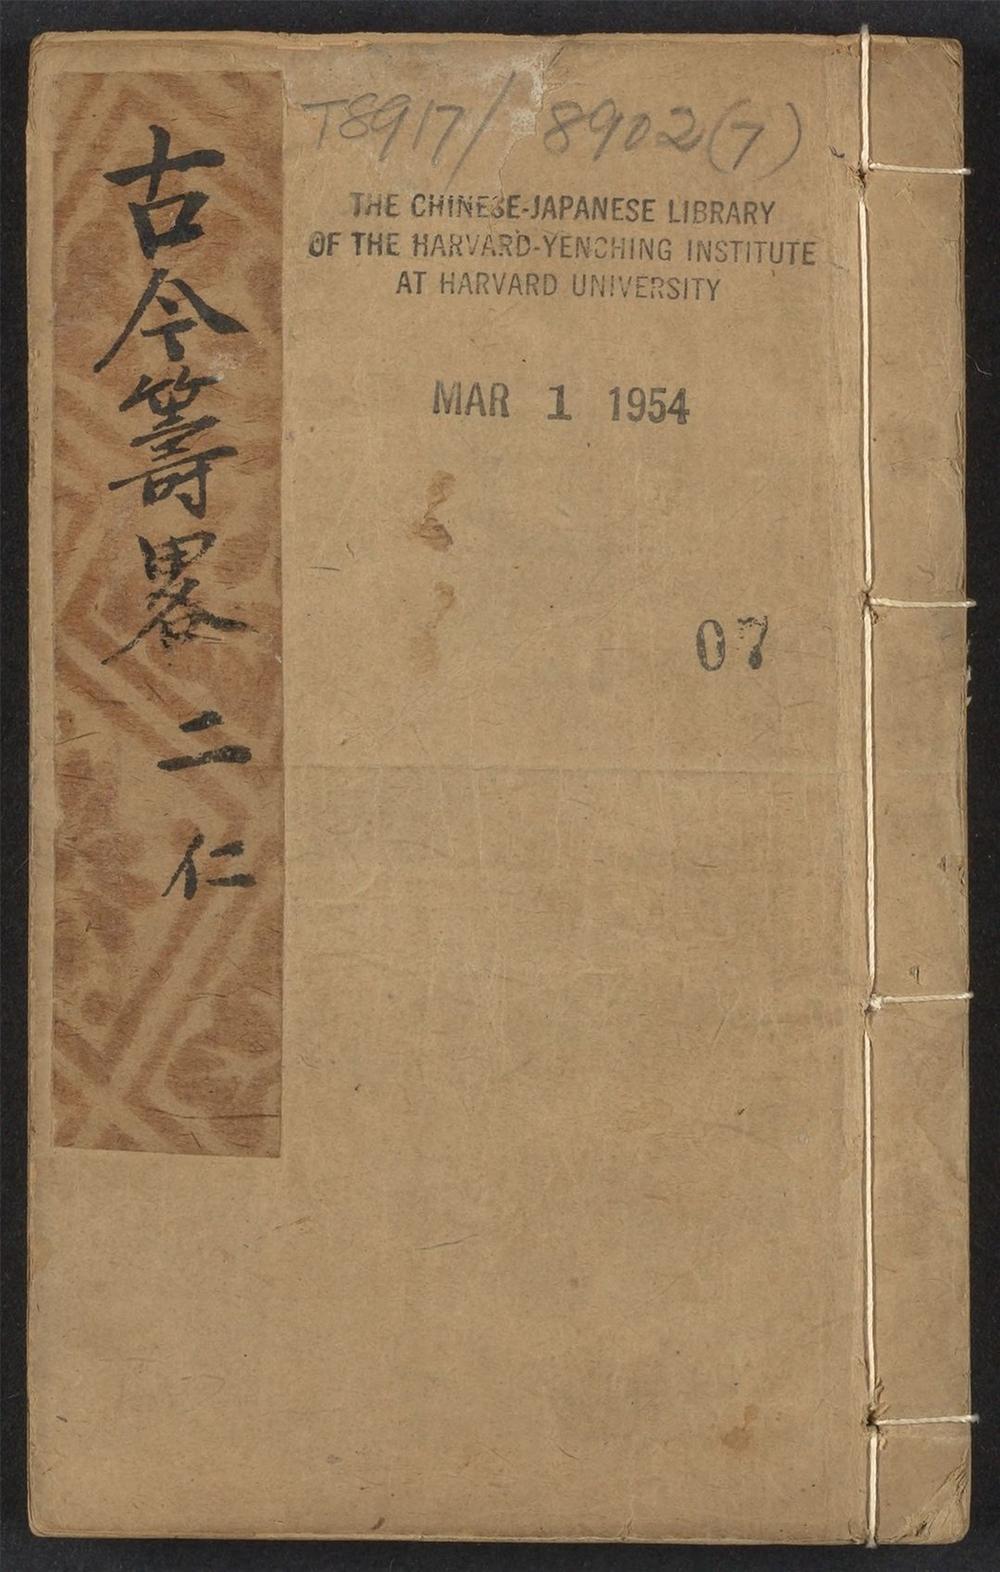 T8917/8902(7)
THE CHINESE-JAPANESE LIBRARY
OF THE HARVARD-YENCHING INSTITUTE
AT HARVARD UNIVERSITY
MAR 1 1954
07
古今籌畧 二 仁